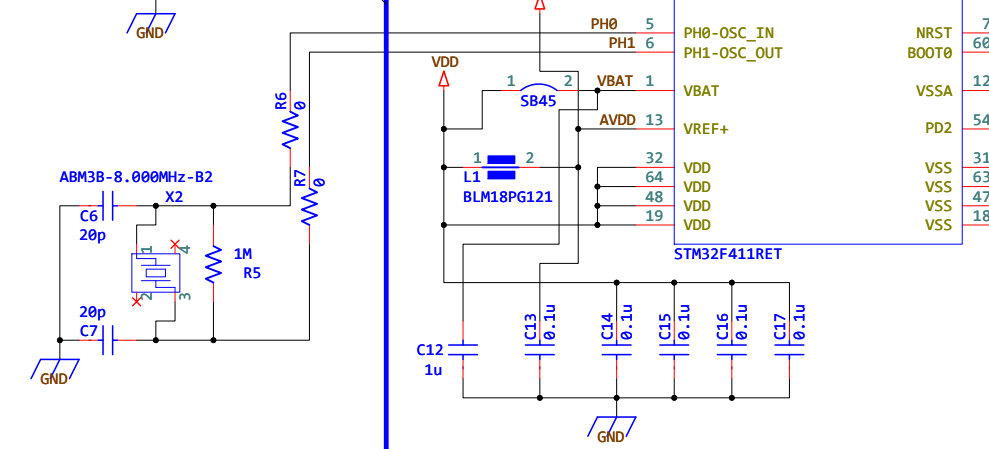 GND
PH0 5 PH0-OSC_IN NRST 7
PH1 6 PH1-OSC_OUT BOOT0 60
VDD
1 SB45 2 VBAT 1 VBAT VSSA 12
R6 0
AVDD 13 VREF+ PD2 54
1 L1 2 32 VDD VSS 31
BLM18PG121 64 VDD VSS 63
48 VDD VSS 47
19 VDD VSS 18
R7 0
ABM3B-8.000MHz-B2
X2
C6
20p
1 4
2 3
1M
R5
20p
C7
GND
STM32F411RET
C12
1u
C13 0.1u
C14 0.1u
C15 0.1u
C16 0.1u
C17 0.1u
GND